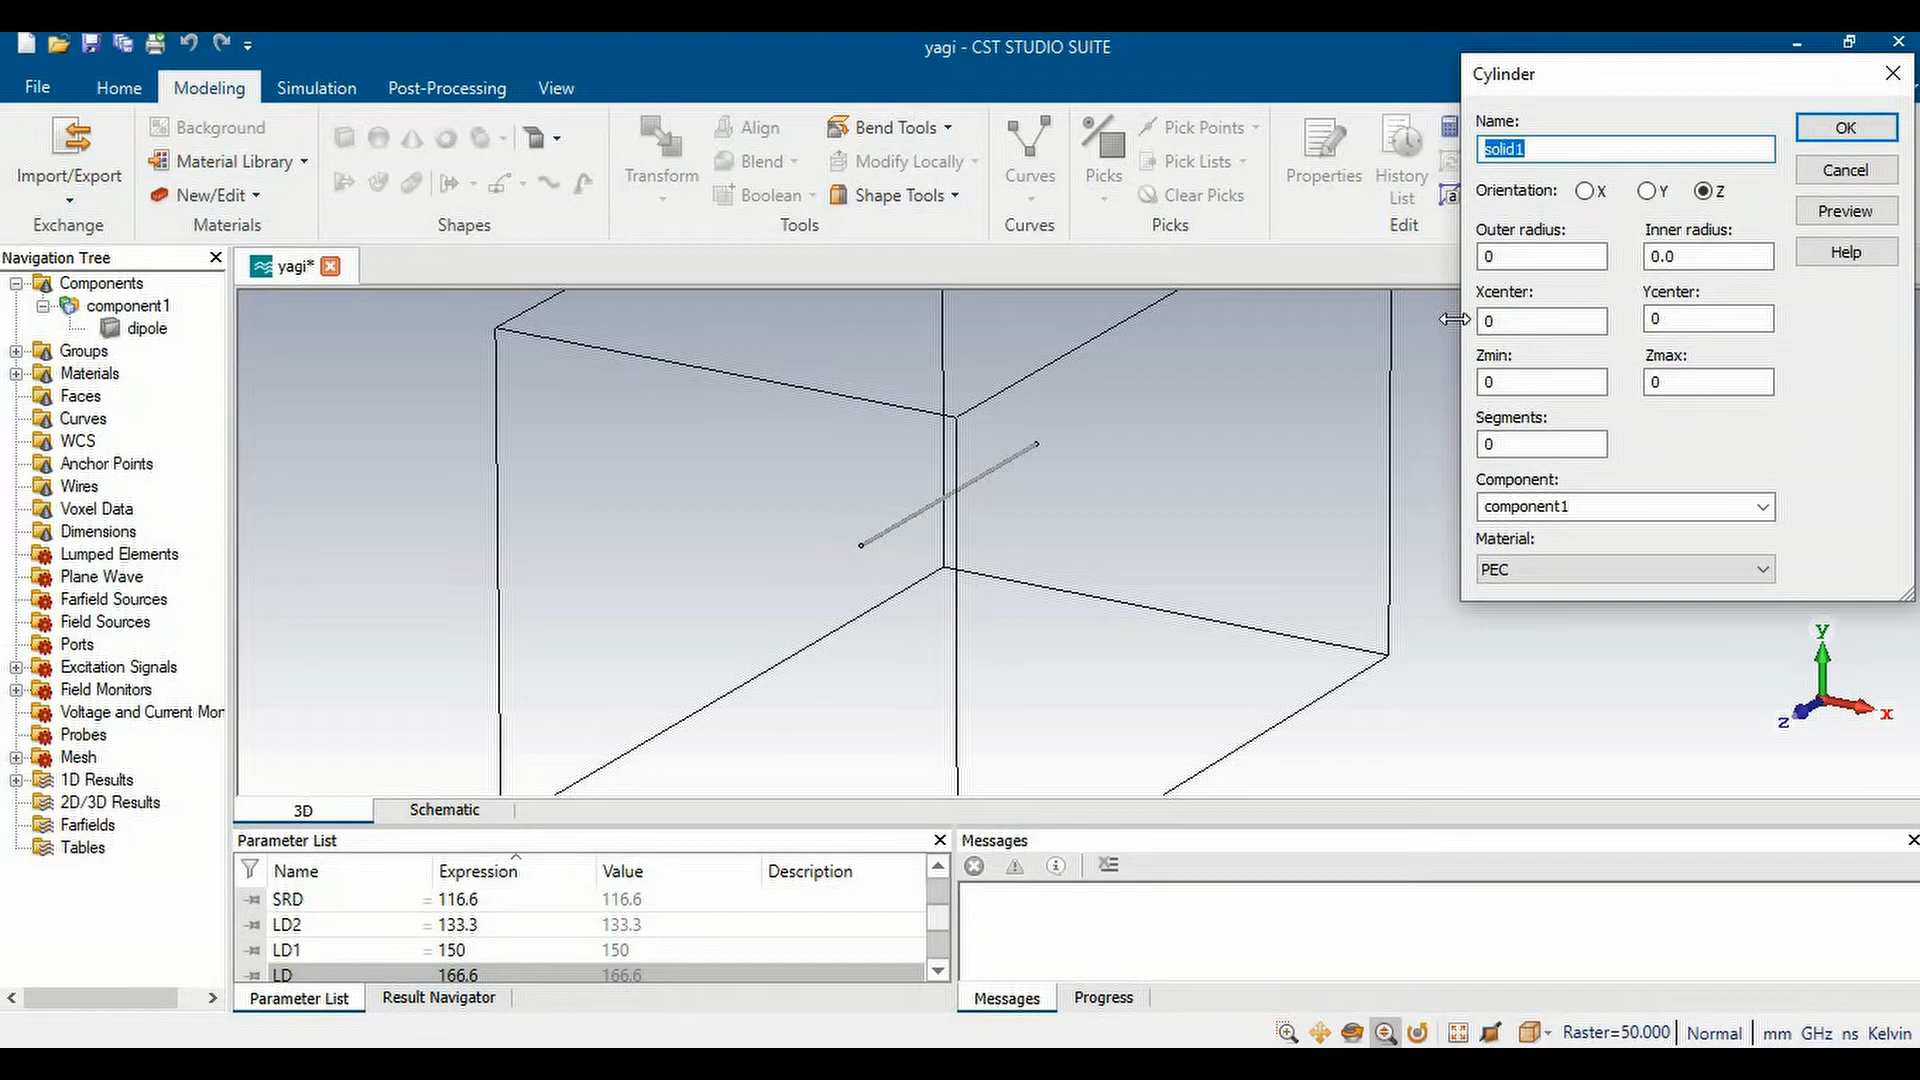 yagi - CST STUDIO SUITE
File Home Modeling Simulation Post-Processing View
Import/Export
Exchange
Background
Material Library
New/Edit
Materials
Shapes
Transform
Align
Blend
Boolean
Bend Tools
Modify Locally
Shape Tools
Tools
Curves
Curves
Picks
Pick Points
Pick Lists
Clear Picks
Picks
Properties
History List
Edit
Cylinder
Name:
solid1
Orientation: X Y Z
Outer radius: Inner radius:
0 0.0
Xcenter: Ycenter:
0 0
Zmin: Zmax:
0 0
Segments:
0
Component:
component1
Material:
PEC
OK
Cancel
Preview
Help
Navigation Tree
Components
component1
dipole
Groups
Materials
Faces
Curves
WCS
Anchor Points
Wires
Voxel Data
Dimensions
Lumped Elements
Plane Wave
Farfield Sources
Field Sources
Ports
Excitation Signals
Field Monitors
Voltage and Current Mor
Probes
Mesh
1D Results
2D/3D Results
Farfields
Tables
yagi*
y
z
x
3D Schematic
Parameter List
Name Expression Value Description
SRD = 116.6 116.6
LD2 = 133.3 133.3
LD1 = 150 150
LD 166.6 166.6
Parameter List Result Navigator
Messages
Messages Progress
Raster=50.000 Normal mm GHz ns Kelvin